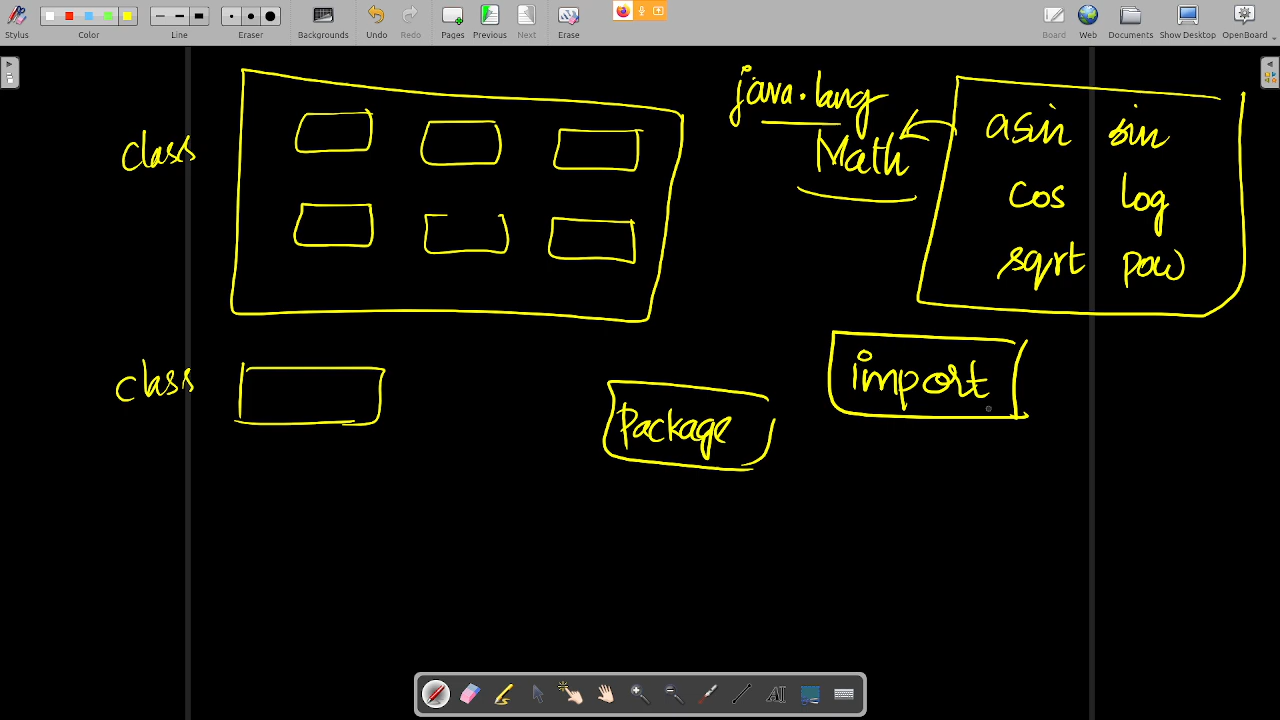 Stylus Color Line Eraser Backgrounds Undo Redo Pages Previous Next Erase Board Web Documents Show Desktop OpenBoard
java.lang
class
Math
asin sin
cos log
sqrt pow
class
import
Package
AI